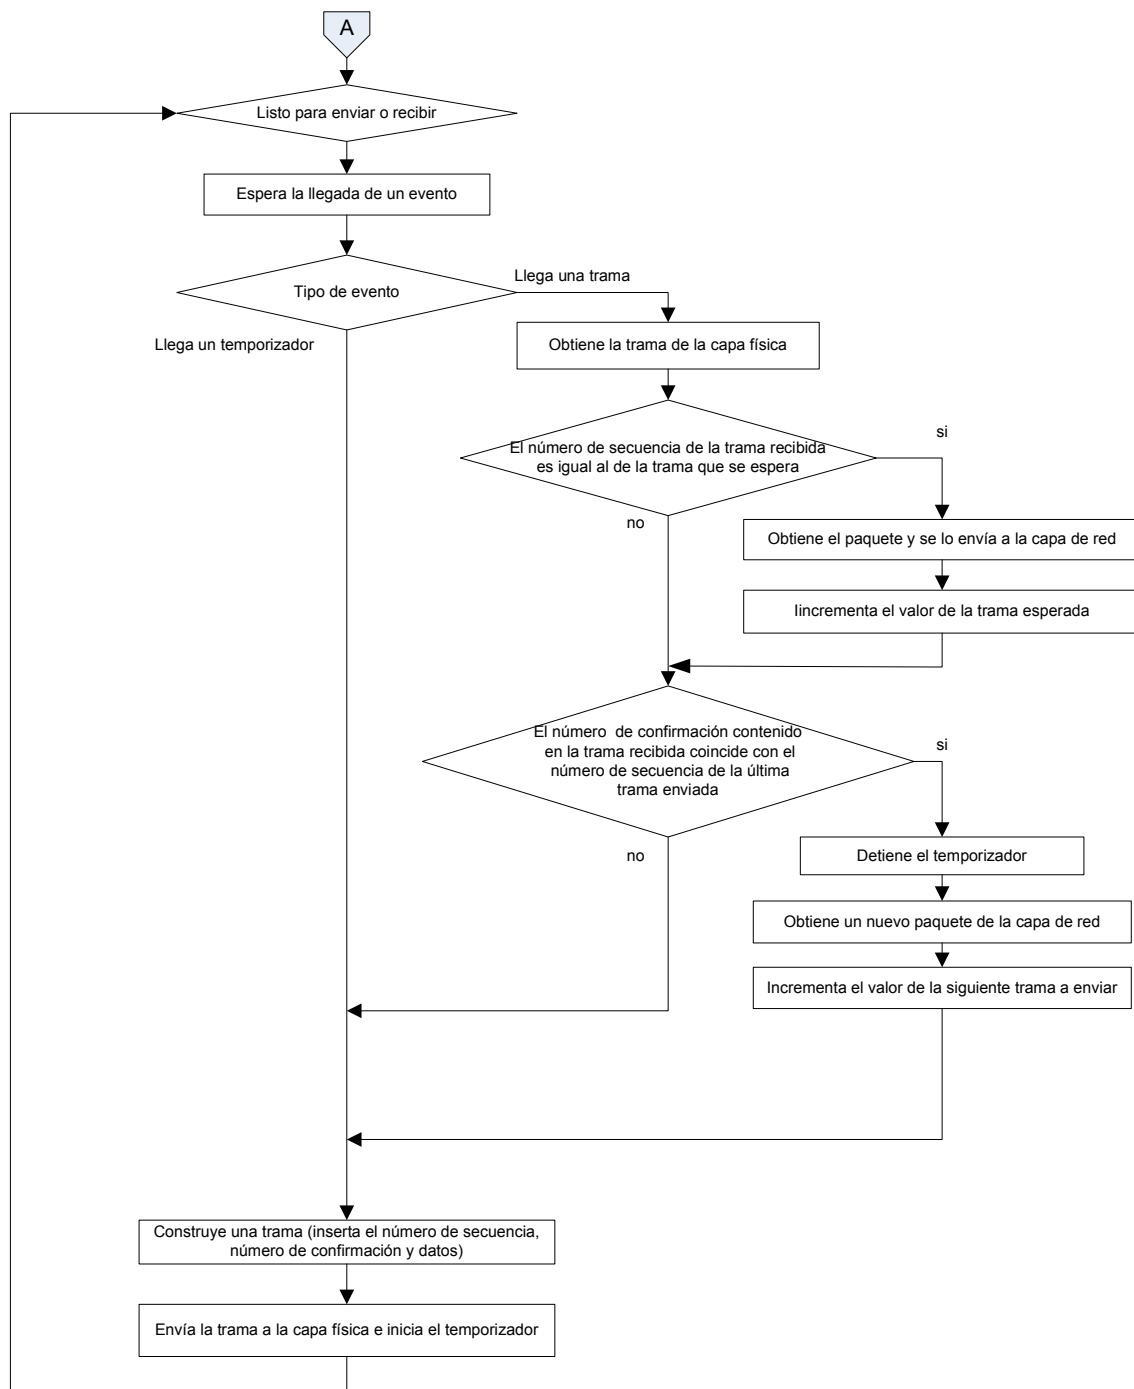 A
Listo para enviar o recibir
Espera la llegada de un evento
Tipo de evento
Llega una trama
Llega un temporizador
Obtiene la trama de la capa física
El número de secuencia de la trama recibida
es igual al de la trama que se espera
si
no
Obtiene el paquete y se lo envía a la capa de red
Iincrementa el valor de la trama esperada
El número de confirmación contenido
en la trama recibida coincide con el
número de secuencia de la última
trama enviada
si
no
Detiene el temporizador
Obtiene un nuevo paquete de la capa de red
Incrementa el valor de la siguiente trama a enviar
Construye una trama (inserta el número de secuencia,
número de confirmación y datos)
Envía la trama a la capa física e inicia el temporizador